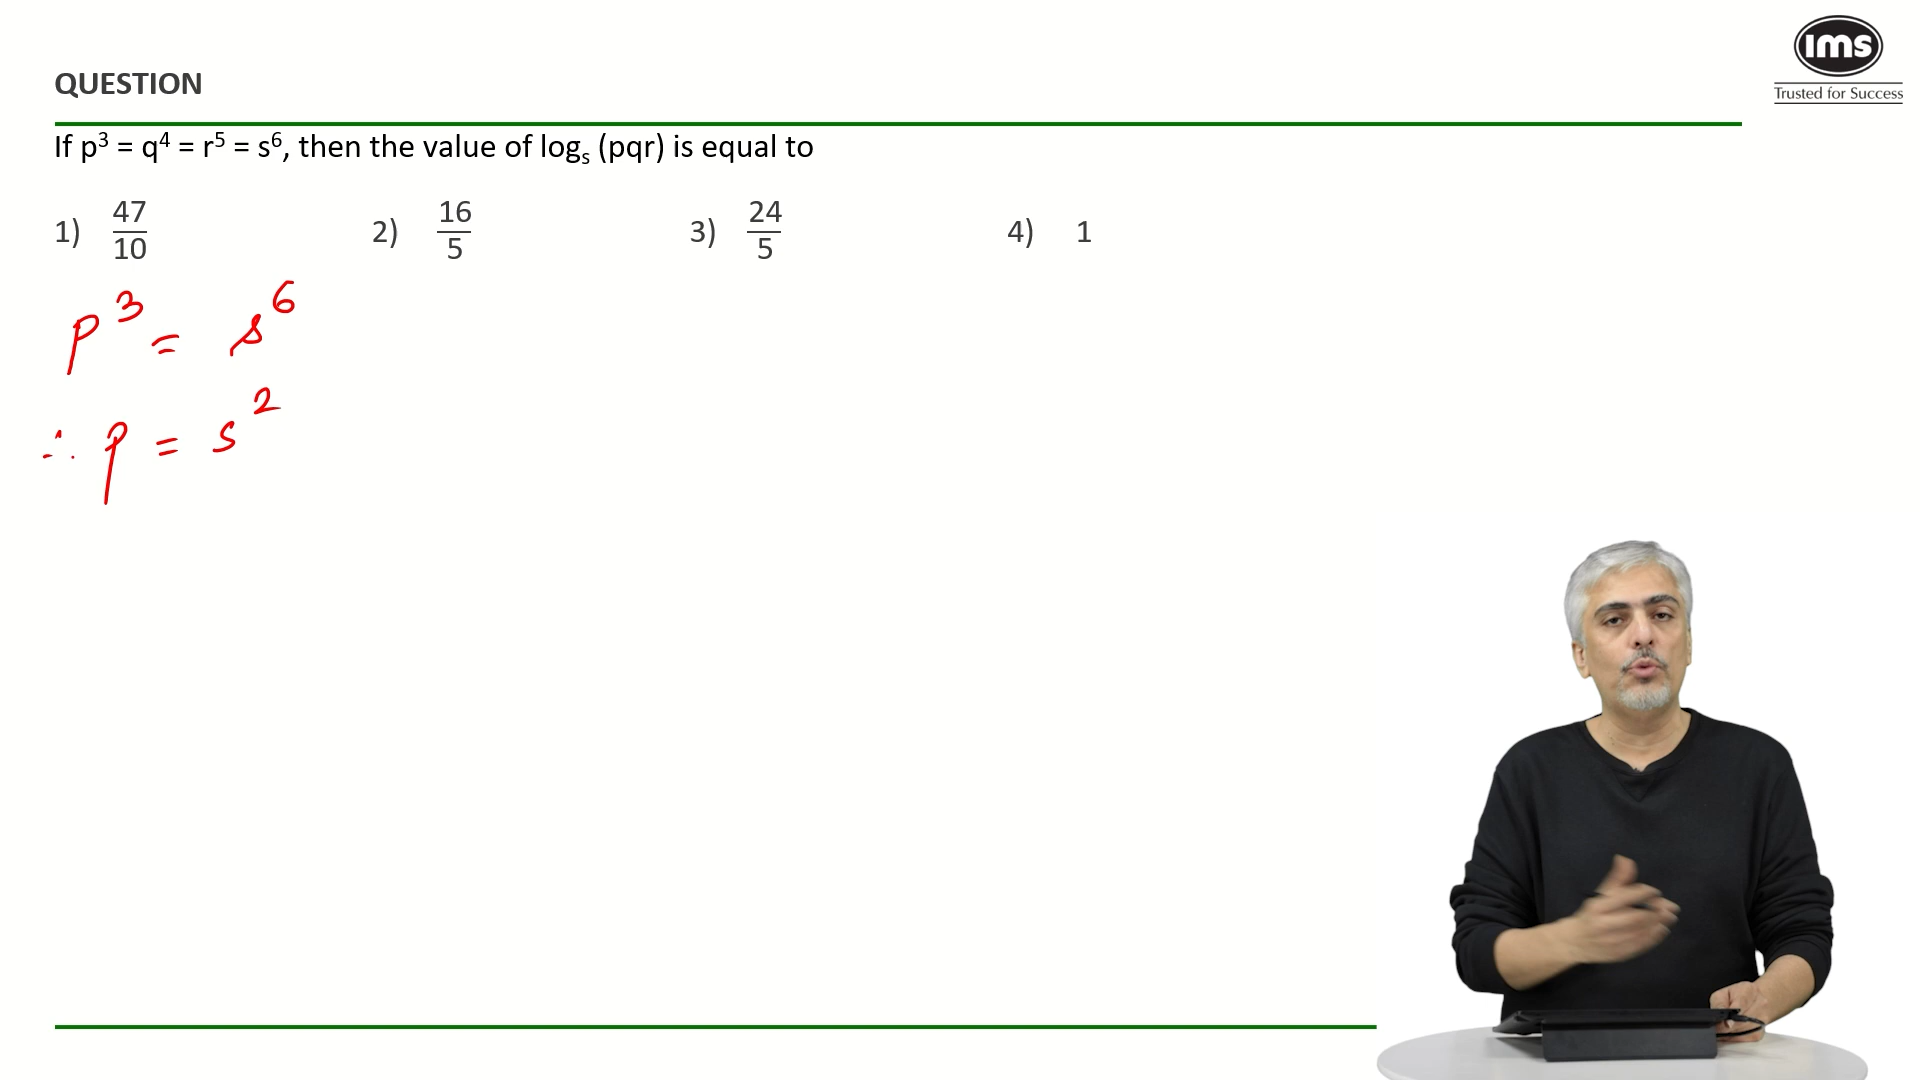 ims
Trusted for Success
QUESTION
If p³ = q⁴ = r⁵ = s⁶, then the value of logₛ (pqr) is equal to
1) 47/10 2) 16/5 3) 24/5 4) 1
p³ = s⁶
∴ p = s²